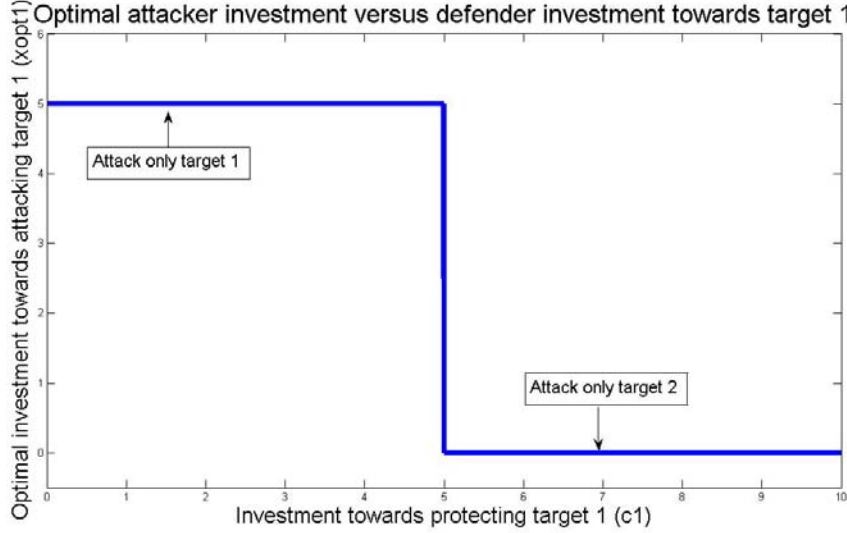 Optimal attacker investment versus defender investment towards target 1
Optimal investment towards attacking target 1 (xopt1)
6
5
4
3
2
1
0
Attack only target 1
Attack only target 2
0 1 2 3 4 5 6 7 8 9 10
Investment towards protecting target 1 (c1)